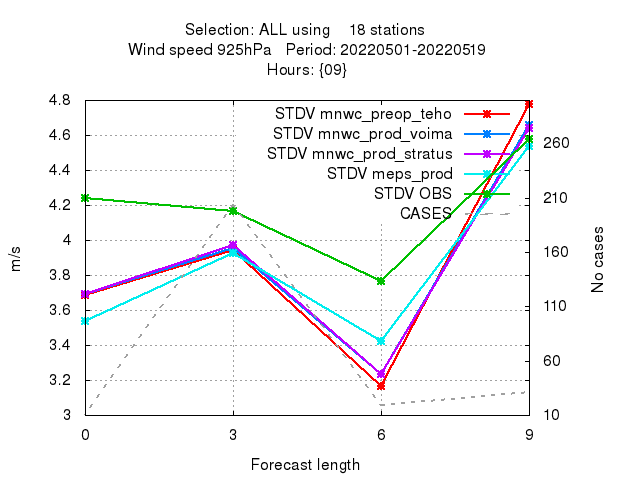 Selection: ALL using    18 stations
Wind speed 925hPa   Period: 20220501-20220519
Hours: {09}
STDV mnwc_preop_teho
STDV mnwc_prod_voima
STDV mnwc_prod_stratus
STDV meps_prod
STDV OBS
CASES
4.8
4.6
4.4
4.2
4
3.8
3.6
3.4
3.2
3
m/s
260
210
160
110
60
10
No cases
0
3
6
9
Forecast length